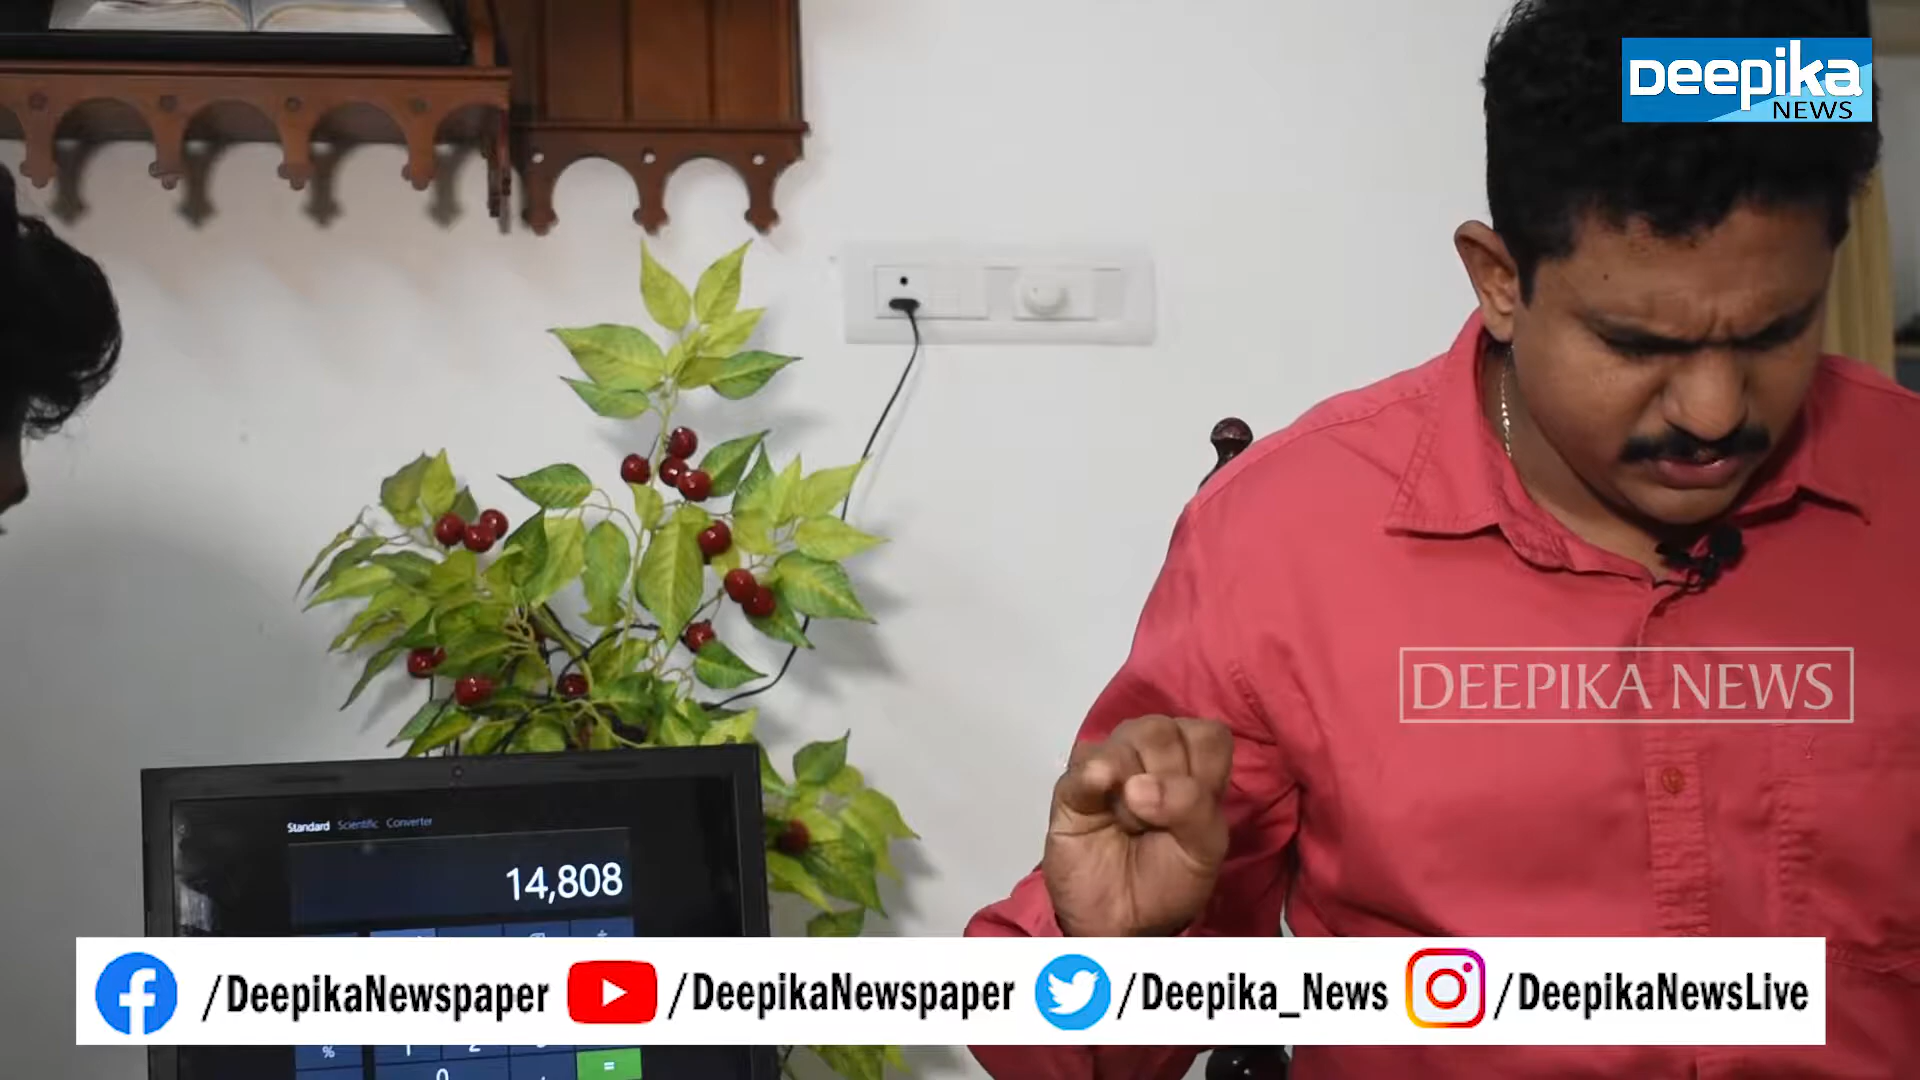 Deepika
NEWS
DEEPIKA NEWS
Standard Scientific Converter
14,808
% 1 2
=
0
/DeepikaNewspaper /DeepikaNewspaper /Deepika_News /DeepikaNewsLive